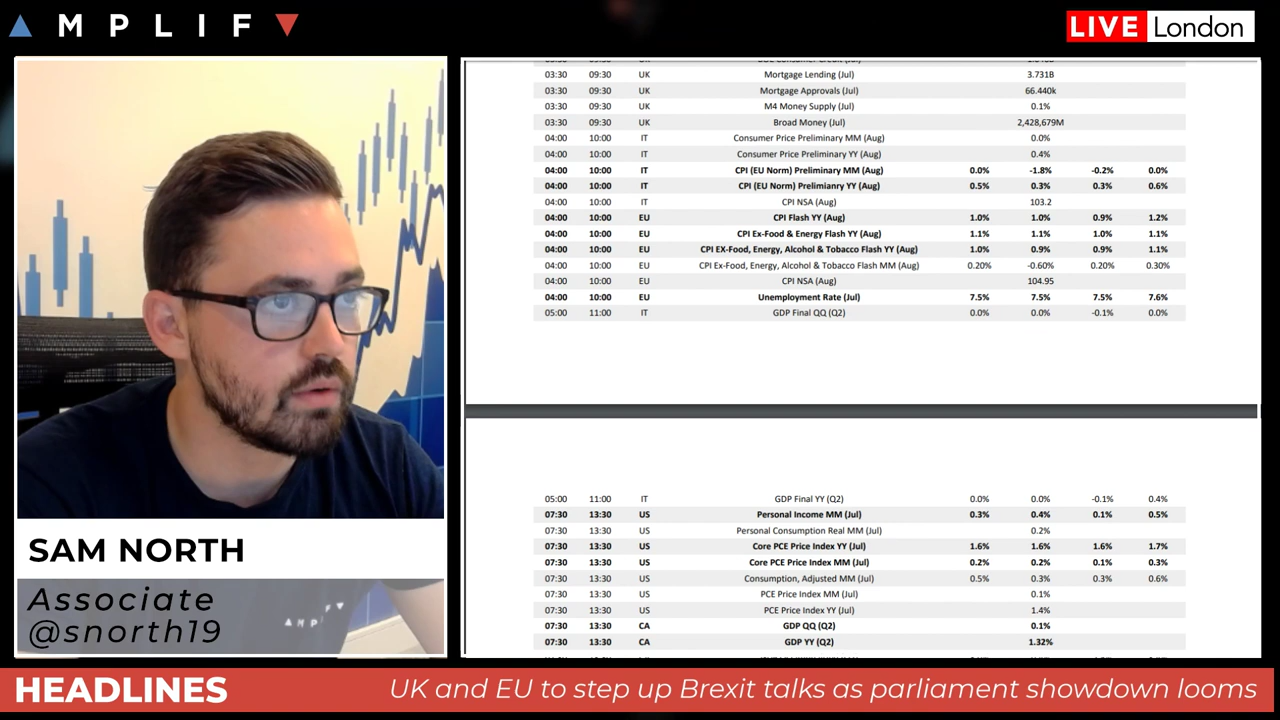 ▲ M P L I F ▼
LIVE London
03:30 09:30 UK Mortgage Lending (Jul) 3.731B
03:30 09:30 UK Mortgage Approvals (Jul) 66.440k
03:30 09:30 UK M4 Money Supply (Jul) 0.1%
03:30 09:30 UK Broad Money (Jul) 2,428,679M
04:00 10:00 IT Consumer Price Preliminary MM (Aug) 0.0%
04:00 10:00 IT Consumer Price Preliminary YY (Aug) 0.4%
04:00 10:00 IT CPI (EU Norm) Preliminary MM (Aug) 0.0% -1.8% -0.2% 0.0%
04:00 10:00 IT CPI (EU Norm) Prelimianry YY (Aug) 0.5% 0.3% 0.3% 0.6%
04:00 10:00 IT CPI NSA (Aug) 103.2
04:00 10:00 EU CPI Flash YY (Aug) 1.0% 1.0% 0.9% 1.2%
04:00 10:00 EU CPI Ex-Food & Energy Flash YY (Aug) 1.1% 1.1% 1.0% 1.1%
04:00 10:00 EU CPI EX-Food, Energy, Alcohol & Tobacco Flash YY (Aug) 1.0% 0.9% 0.9% 1.1%
04:00 10:00 EU CPI Ex-Food, Energy, Alcohol & Tobacco Flash MM (Aug) 0.20% -0.60% 0.20% 0.30%
04:00 10:00 EU CPI NSA (Aug) 104.95
04:00 10:00 EU Unemployment Rate (Jul) 7.5% 7.5% 7.5% 7.6%
05:00 11:00 IT GDP Final QQ (Q2) 0.0% 0.0% -0.1% 0.0%
05:00 11:00 IT GDP Final YY (Q2) 0.0% 0.0% -0.1% 0.4%
07:30 13:30 US Personal Income MM (Jul) 0.3% 0.4% 0.1% 0.5%
07:30 13:30 US Personal Consumption Real MM (Jul) 0.2%
07:30 13:30 US Core PCE Price Index YY (Jul) 1.6% 1.6% 1.6% 1.7%
07:30 13:30 US Core PCE Price Index MM (Jul) 0.2% 0.2% 0.1% 0.3%
07:30 13:30 US Consumption, Adjusted MM (Jul) 0.5% 0.3% 0.3% 0.6%
07:30 13:30 US PCE Price Index MM (Jul) 0.1%
07:30 13:30 US PCE Price Index YY (Jul) 1.4%
07:30 13:30 CA GDP QQ (Q2) 0.1%
07:30 13:30 CA GDP YY (Q2) 1.32%
SAM NORTH
Associate
@snorth19
HEADLINES
UK and EU to step up Brexit talks as parliament showdown looms